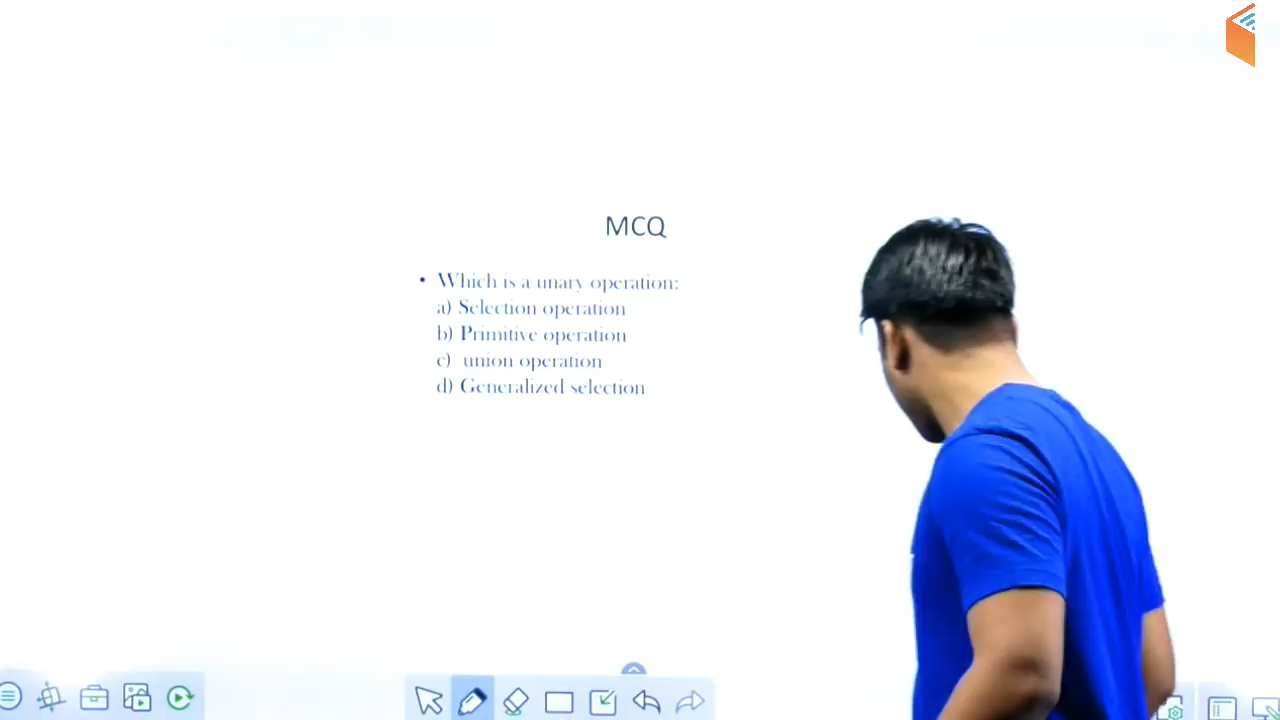 MCQ
• Which is a unary operation:
a) Selection operation
b) Primitive operation
c) union operation
d) Generalized selection